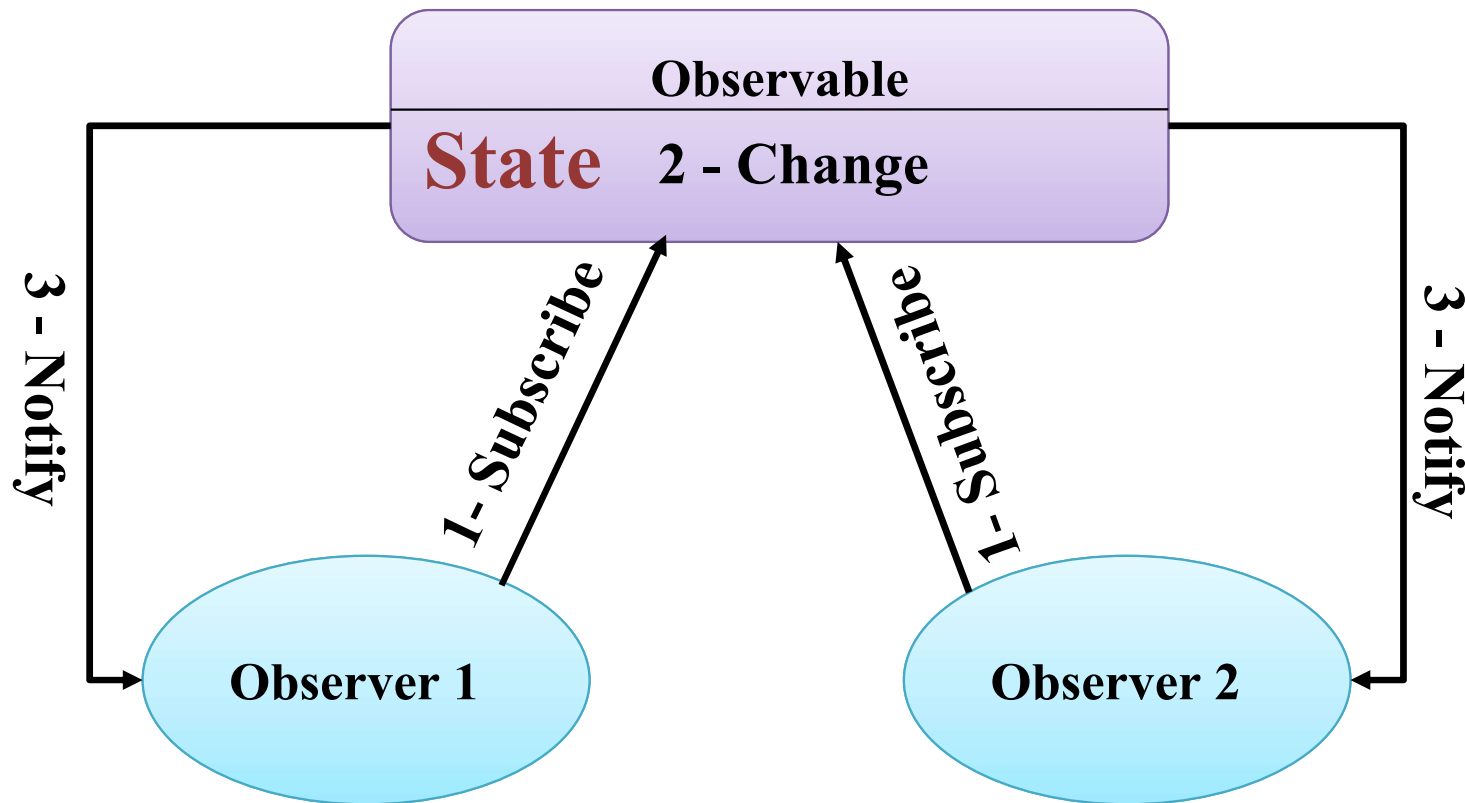 Observable
State 2 - Change
3 - Notify
1- Subscribe
1- Subscribe
3 - Notify
Observer 1
Observer 2